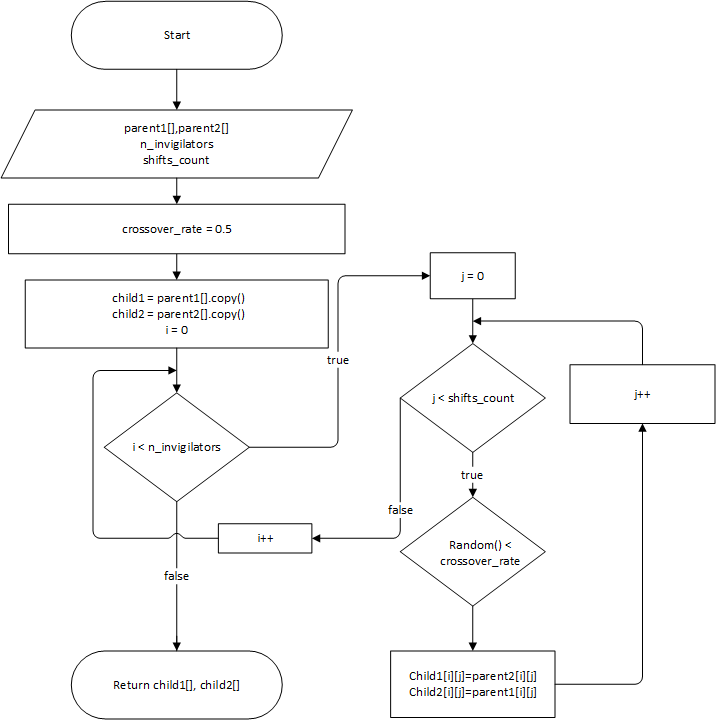 Start
parent1[],parent2[]
n_invigilators
shifts_count
crossover_rate = 0.5
child1 = parent1[].copy()
child2 = parent2[].copy()
i = 0
true
i < n_invigilators
false
i++
j = 0
j < shifts_count
j++
true
false
Random() <
crossover_rate
Child1[i][j]=parent2[i][j]
Child2[i][j]=parent1[i][j]
Return child1[], child2[]